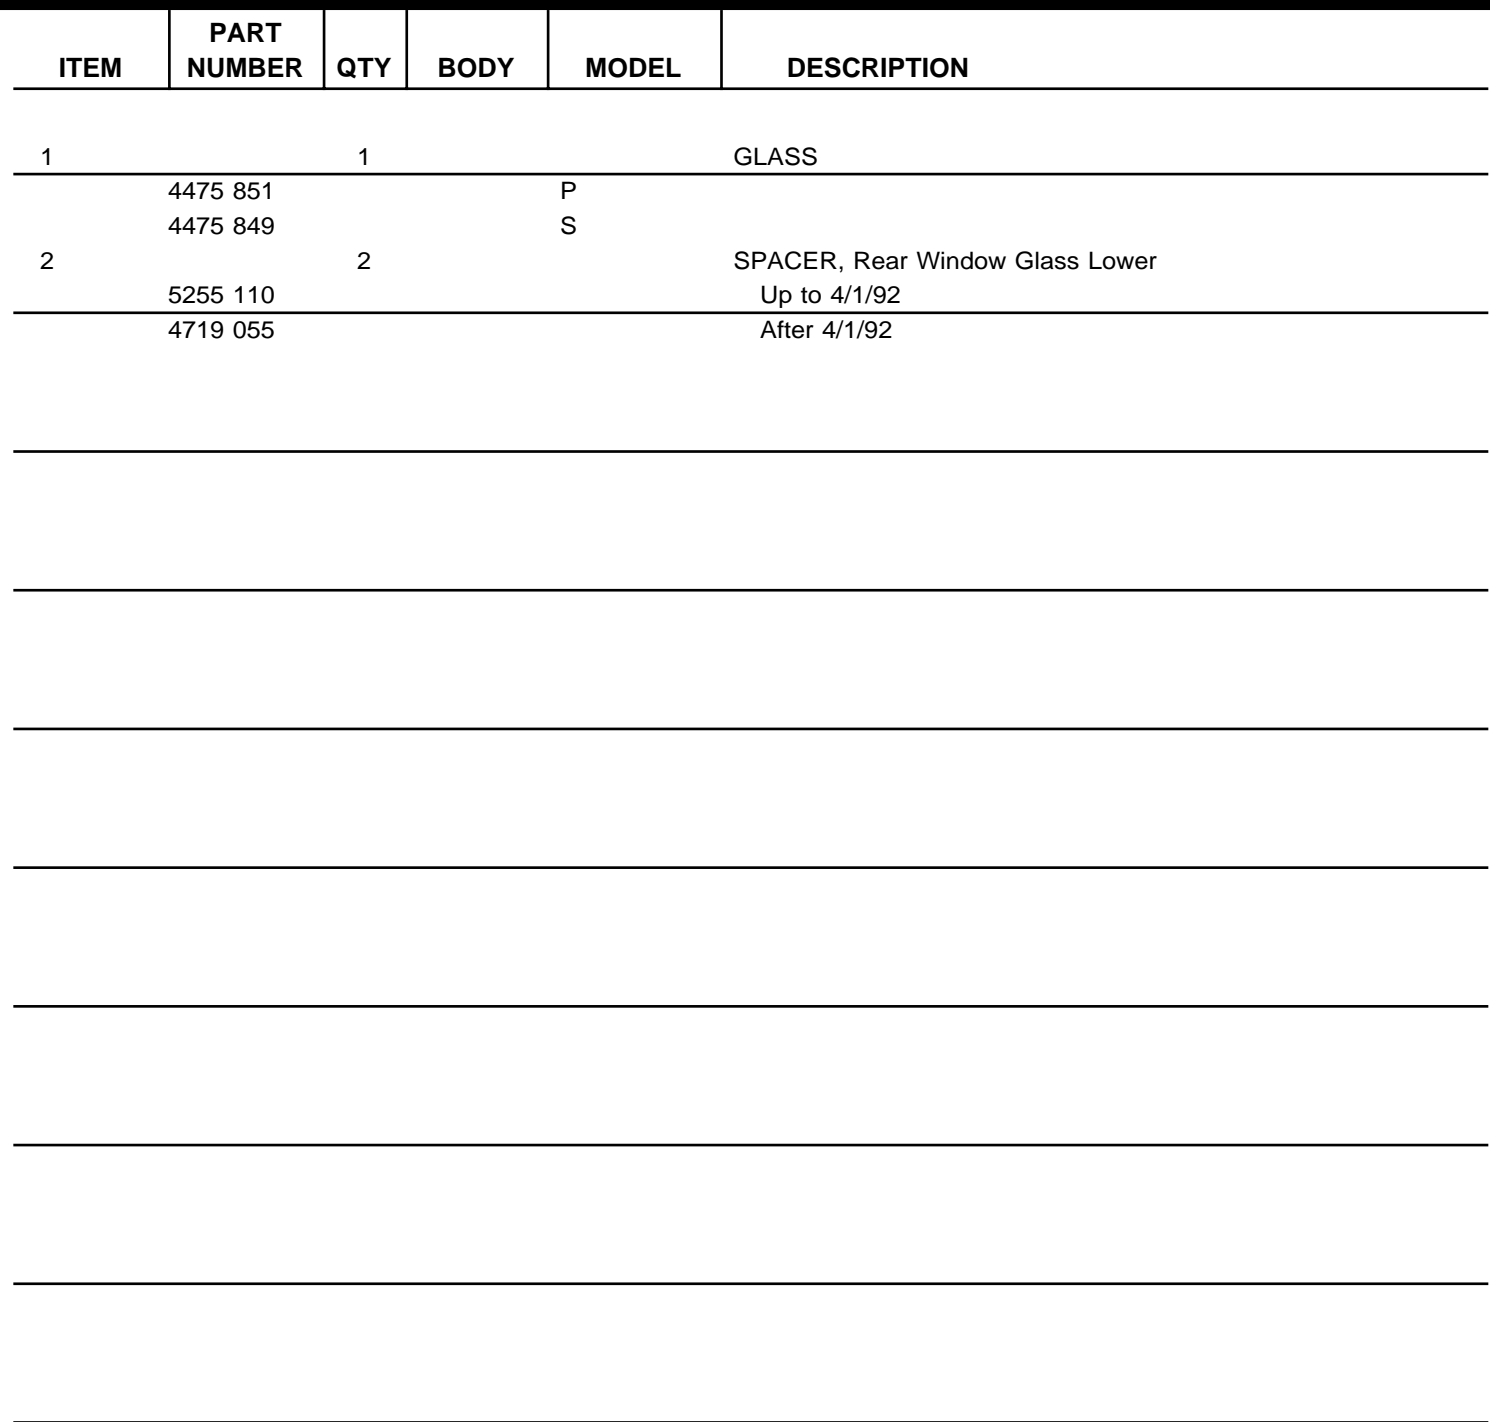 PART
ITEM NUMBER QTY BODY MODEL DESCRIPTION
1 1 GLASS
4475 851 P
4475 849 S
2 2 SPACER, Rear Window Glass Lower
5255 110 Up to 4/1/92
4719 055 After 4/1/92